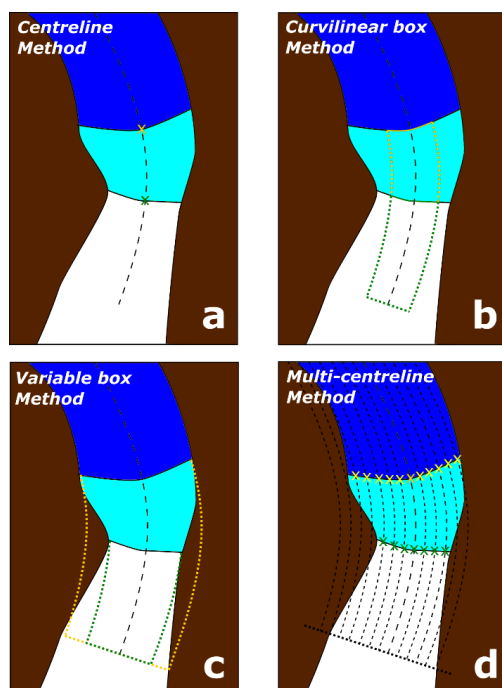 Centreline
Method
a
Curvilinear box
Method
b
Variable box
Method
c
Multi-centreline
Method
d